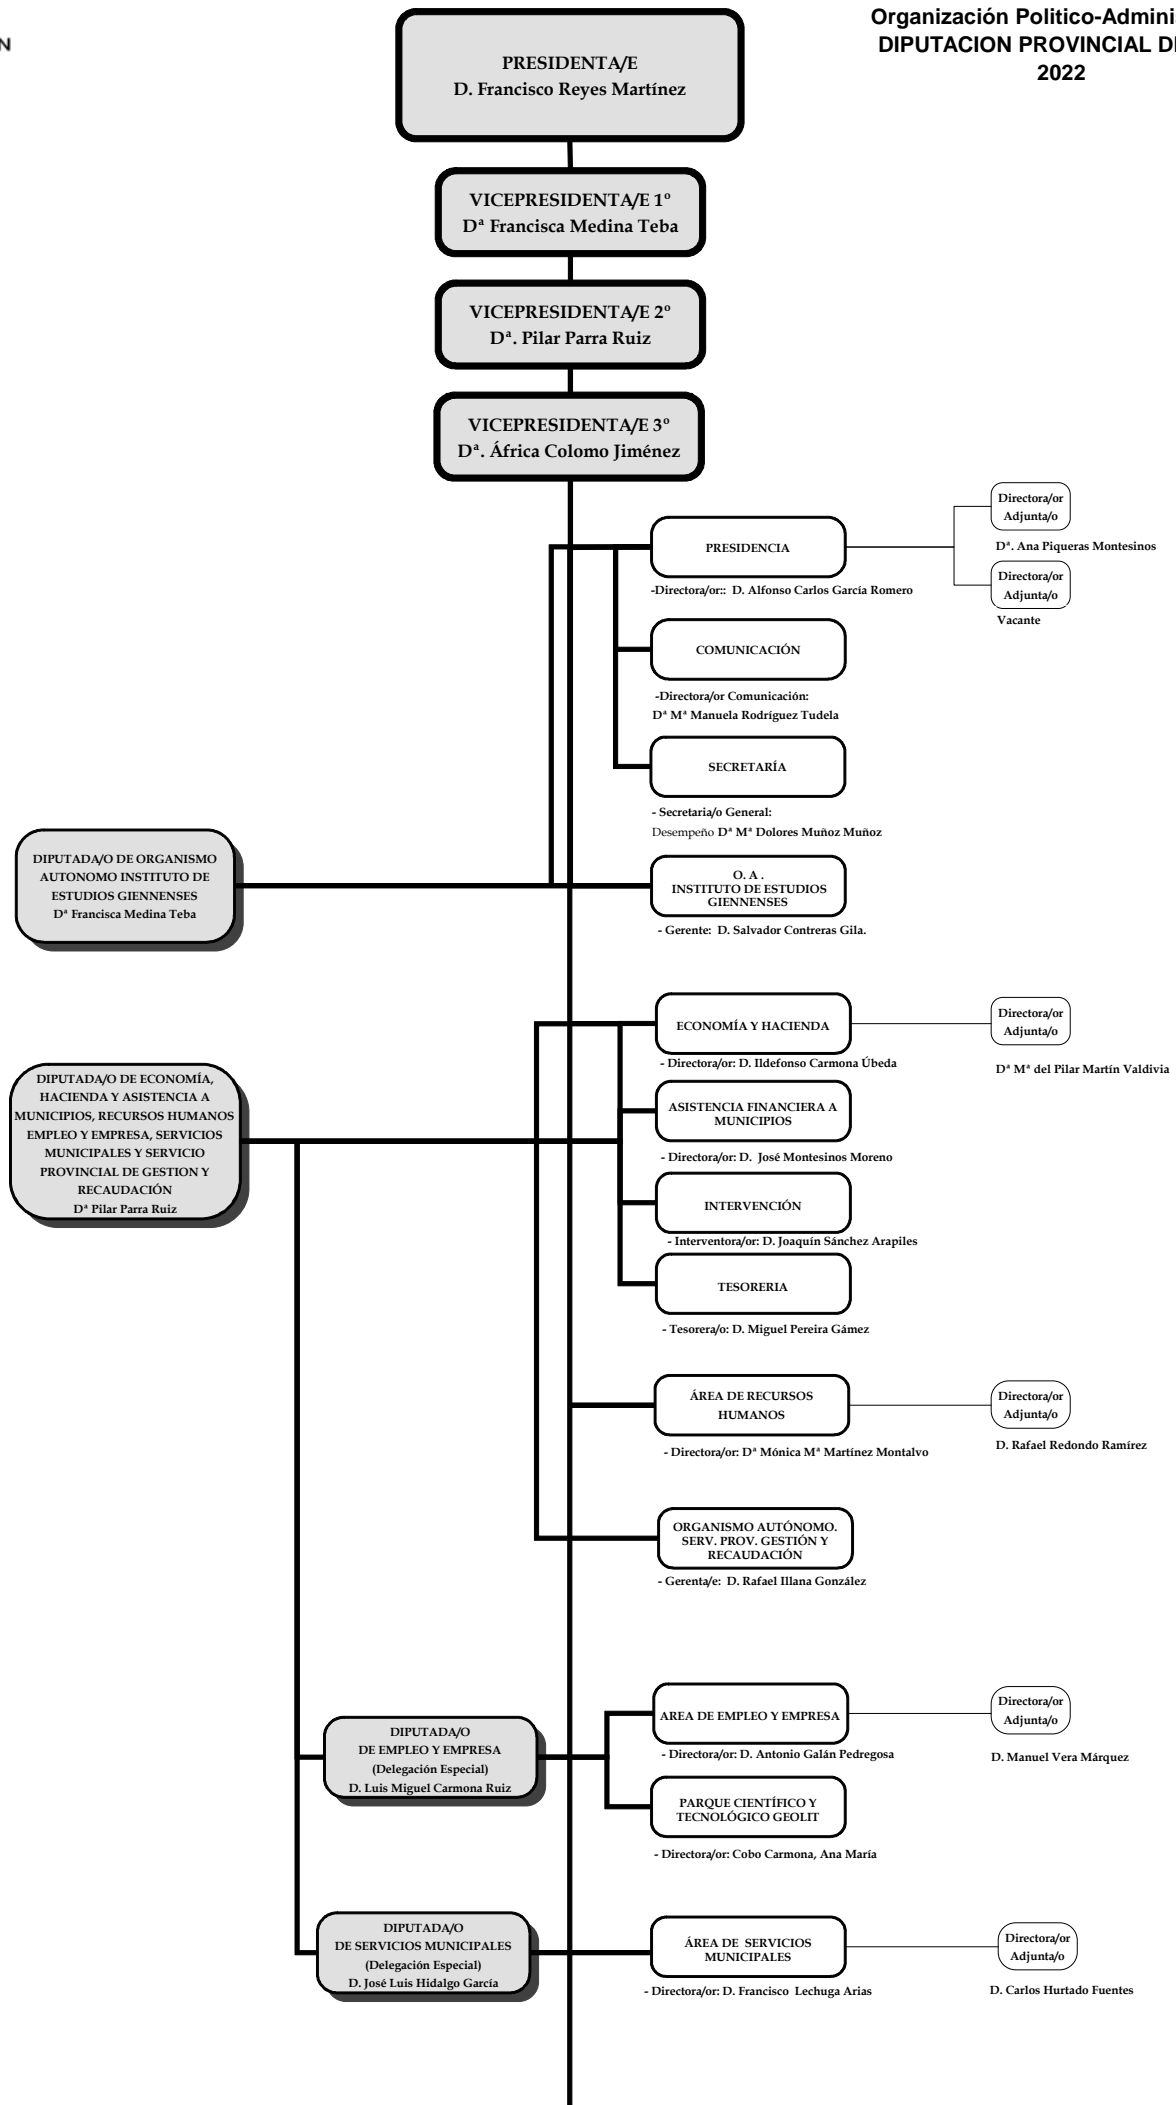 N
Organización Politico-Admini
DIPUTACION PROVINCIAL D
2022
PRESIDENTA/E
D. Francisco Reyes Martínez
VICEPRESIDENTA/E 1º
Dª Francisca Medina Teba
VICEPRESIDENTA/E 2º
Dª. Pilar Parra Ruiz
VICEPRESIDENTA/E 3º
Dª. África Colomo Jiménez
PRESIDENCIA
-Directora/or:: D. Alfonso Carlos García Romero
Directora/or
Adjunta/o
Dª. Ana Piqueras Montesinos
Directora/or
Adjunta/o
Vacante
COMUNICACIÓN
-Directora/or Comunicación:
Dª Mª Manuela Rodríguez Tudela
SECRETARÍA
- Secretaria/o General:
Desempeño Dª Mª Dolores Muñoz Muñoz
DIPUTADA/O DE ORGANISMO
AUTONOMO INSTITUTO DE
ESTUDIOS GIENNENSES
Dª Francisca Medina Teba
O. A .
INSTITUTO DE ESTUDIOS
GIENNENSES
- Gerente: D. Salvador Contreras Gila.
DIPUTADA/O DE ECONOMÍA,
HACIENDA Y ASISTENCIA A
MUNICIPIOS, RECURSOS HUMANOS
EMPLEO Y EMPRESA, SERVICIOS
MUNICIPALES Y SERVICIO
PROVINCIAL DE GESTION Y
RECAUDACIÓN
Dª Pilar Parra Ruiz
ECONOMÍA Y HACIENDA
- Directora/or: D. Ildefonso Carmona Úbeda
Directora/or
Adjunta/o
Dª Mª del Pilar Martín Valdivia
ASISTENCIA FINANCIERA A
MUNICIPIOS
- Directora/or: D. José Montesinos Moreno
INTERVENCIÓN
- Interventora/or: D. Joaquín Sánchez Arapiles
TESORERIA
- Tesorera/o: D. Miguel Pereira Gámez
ÁREA DE RECURSOS
HUMANOS
- Directora/or: Dª Mónica Mª Martínez Montalvo
Directora/or
Adjunta/o
D. Rafael Redondo Ramírez
ORGANISMO AUTÓNOMO.
SERV. PROV. GESTIÓN Y
RECAUDACIÓN
- Gerenta/e: D. Rafael Illana González
DIPUTADA/O
DE EMPLEO Y EMPRESA
(Delegación Especial)
D. Luis Miguel Carmona Ruiz
AREA DE EMPLEO Y EMPRESA
- Directora/or: D. Antonio Galán Pedregosa
Directora/or
Adjunta/o
D. Manuel Vera Márquez
PARQUE CIENTÍFICO Y
TECNOLÓGICO GEOLIT
- Directora/or: Cobo Carmona, Ana María
DIPUTADA/O
DE SERVICIOS MUNICIPALES
(Delegación Especial)
D. José Luis Hidalgo García
ÁREA DE SERVICIOS
MUNICIPALES
- Directora/or: D. Francisco Lechuga Arias
Directora/or
Adjunta/o
D. Carlos Hurtado Fuentes